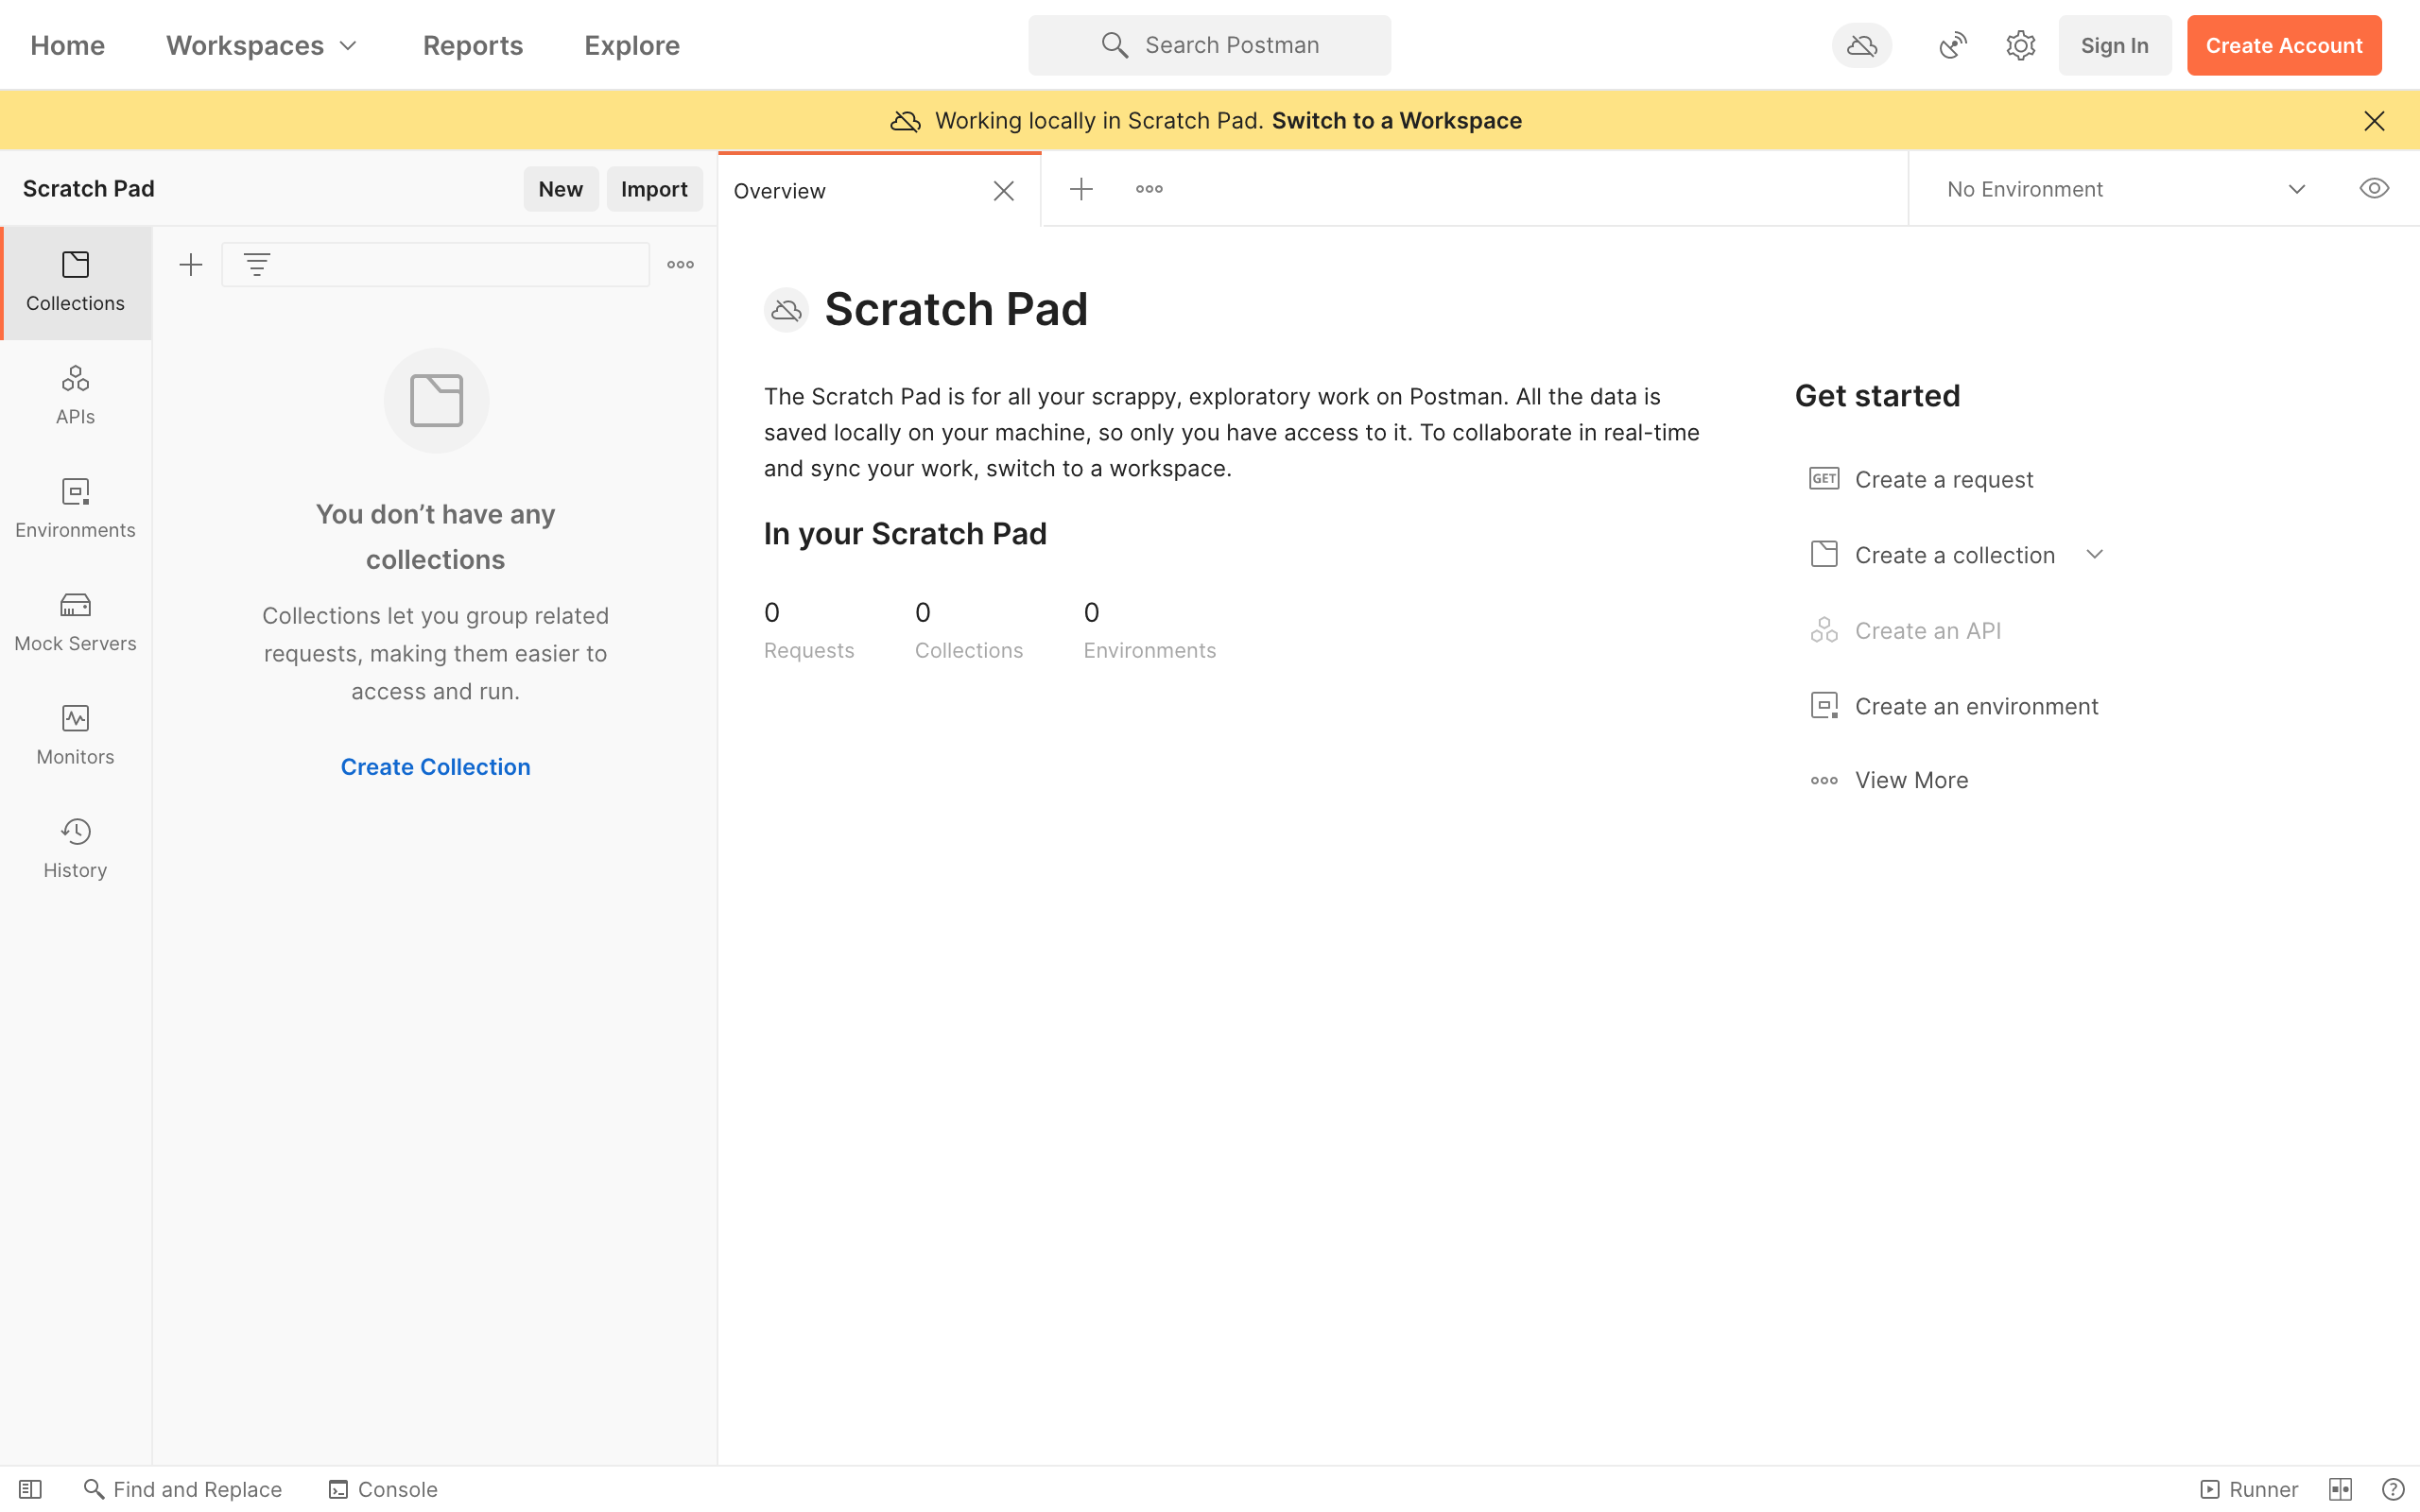 Home
Workspaces
Reports
Explore
Search Postman
Sign In
Create Account
Working locally in Scratch Pad. Switch to a Workspace
Scratch Pad
New
Import
Overview
No Environment
Collections
APIs
Environments
Mock Servers
Monitors
History
You don’t have any
collections
Collections let you group related
requests, making them easier to
access and run.
Create Collection
Scratch Pad
The Scratch Pad is for all your scrappy, exploratory work on Postman. All the data is
saved locally on your machine, so only you have access to it. To collaborate in real-time
and sync your work, switch to a workspace.
In your Scratch Pad
0
Requests
0
Collections
0
Environments
Get started
GET Create a request
Create a collection
Create an API
Create an environment
View More
Find and Replace
Console
Runner